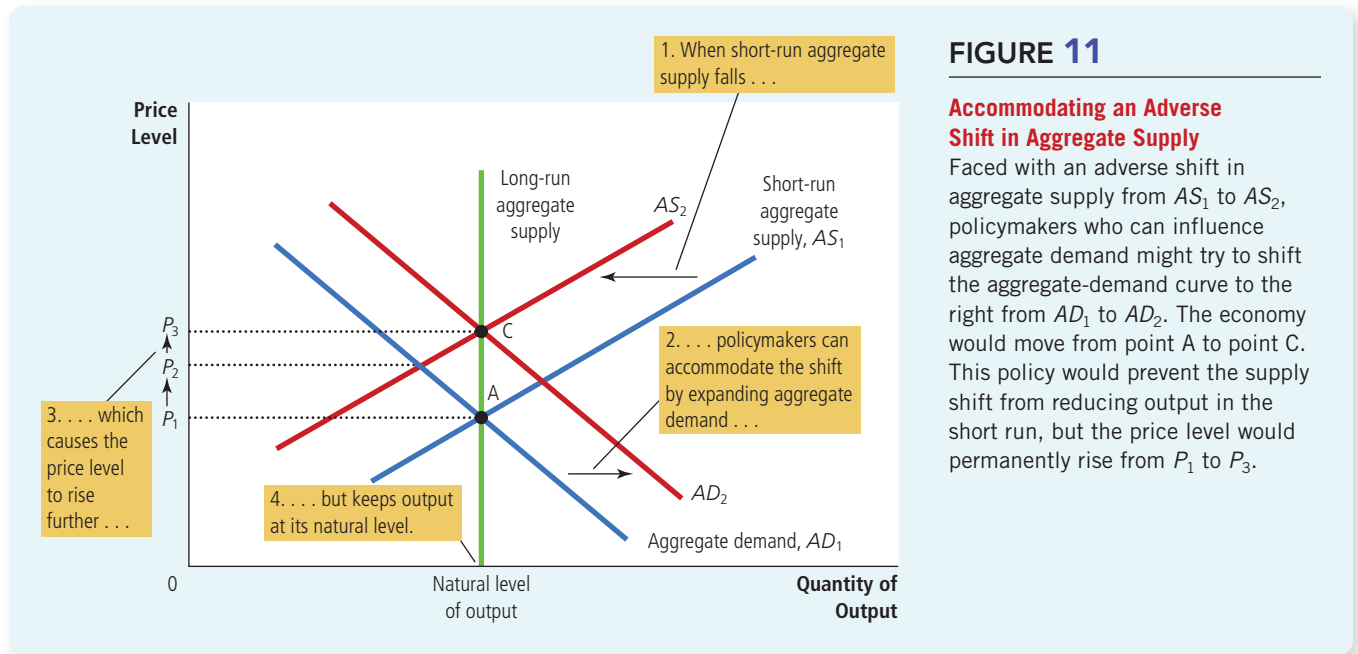 1. When short-run aggregate
supply falls . . .
Price
Level
Long-run
aggregate
supply
AS₂
Short-run
aggregate
supply, AS₁
P₃
P₂
P₁
C
A
2. . . . policymakers can
accommodate the shift
by expanding aggregate
demand . . .
3. . . . which
causes the
price level
to rise
further . . .
4. . . . but keeps output
at its natural level.
AD₂
Aggregate demand, AD₁
0
Natural level
of output
Quantity of
Output
FIGURE 11
Accommodating an Adverse
Shift in Aggregate Supply
Faced with an adverse shift in
aggregate supply from AS₁ to AS₂,
policymakers who can influence
aggregate demand might try to shift
the aggregate-demand curve to the
right from AD₁ to AD₂. The economy
would move from point A to point C.
This policy would prevent the supply
shift from reducing output in the
short run, but the price level would
permanently rise from P₁ to P₃.